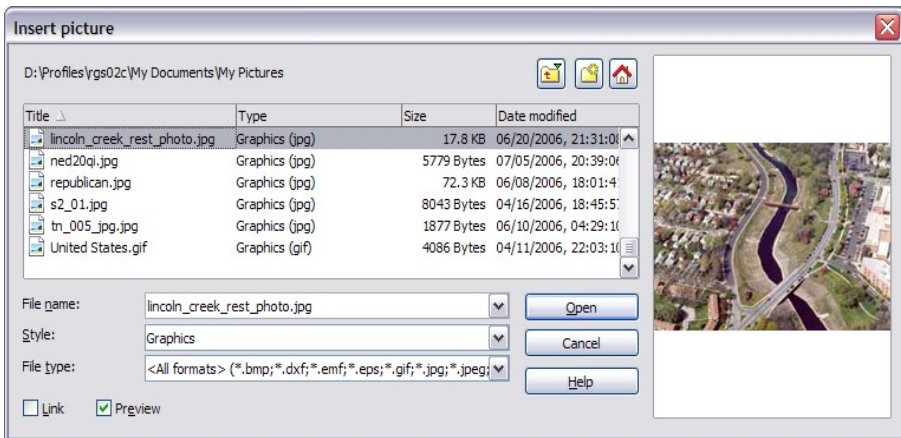 Insert picture
D:\Profiles\rgs02c\My Documents\My Pictures
Title Type Size Date modified
lincoln_creek_rest_photo.jpg Graphics (jpg) 17.8 KB 06/20/2006, 21:31:08
ned20qi.jpg Graphics (jpg) 5779 Bytes 07/05/2006, 20:39:06
republican.jpg Graphics (jpg) 72.3 KB 06/08/2006, 18:01:4
s2_01.jpg Graphics (jpg) 8043 Bytes 04/16/2006, 18:45:5
tn_005_jpg.jpg Graphics (jpg) 1877 Bytes 06/10/2006, 04:29:10
United States.gif Graphics (gif) 4086 Bytes 04/11/2006, 22:03:10
File name: lincoln_creek_rest_photo.jpg Open
Style: Graphics Cancel
File type: <All formats> (*.bmp;*.dxf;*.emf;*.eps;*.gif;*.jpg;*.jpeg; Help
Link Preview